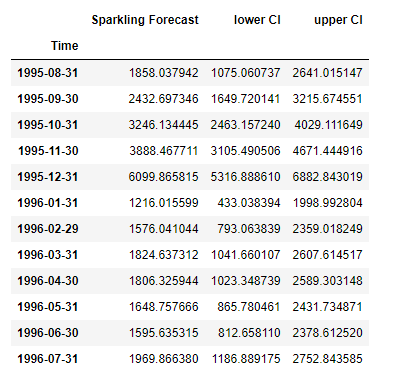 Sparkling Forecast lower CI upper CI
Time
1995-08-31 1858.037942 1075.060737 2641.015147
1995-09-30 2432.697346 1649.720141 3215.674551
1995-10-31 3246.134445 2463.157240 4029.111649
1995-11-30 3888.467711 3105.490506 4671.444916
1995-12-31 6099.865815 5316.888610 6882.843019
1996-01-31 1216.015599 433.038394 1998.992804
1996-02-29 1576.041044 793.063839 2359.018249
1996-03-31 1824.637312 1041.660107 2607.614517
1996-04-30 1806.325944 1023.348739 2589.303148
1996-05-31 1648.757666 865.780461 2431.734871
1996-06-30 1595.635315 812.658110 2378.612520
1996-07-31 1969.866380 1186.889175 2752.843585